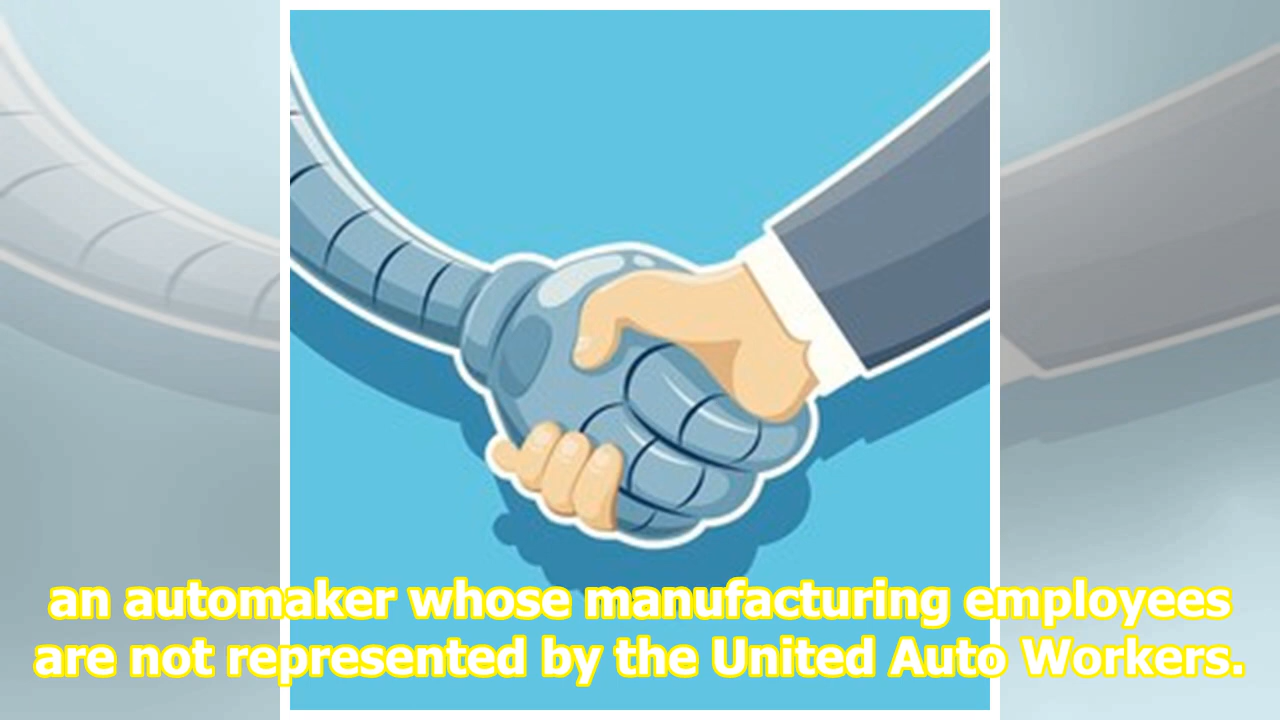 an automaker whose manufacturing employees
are not represented by the United Auto Workers.